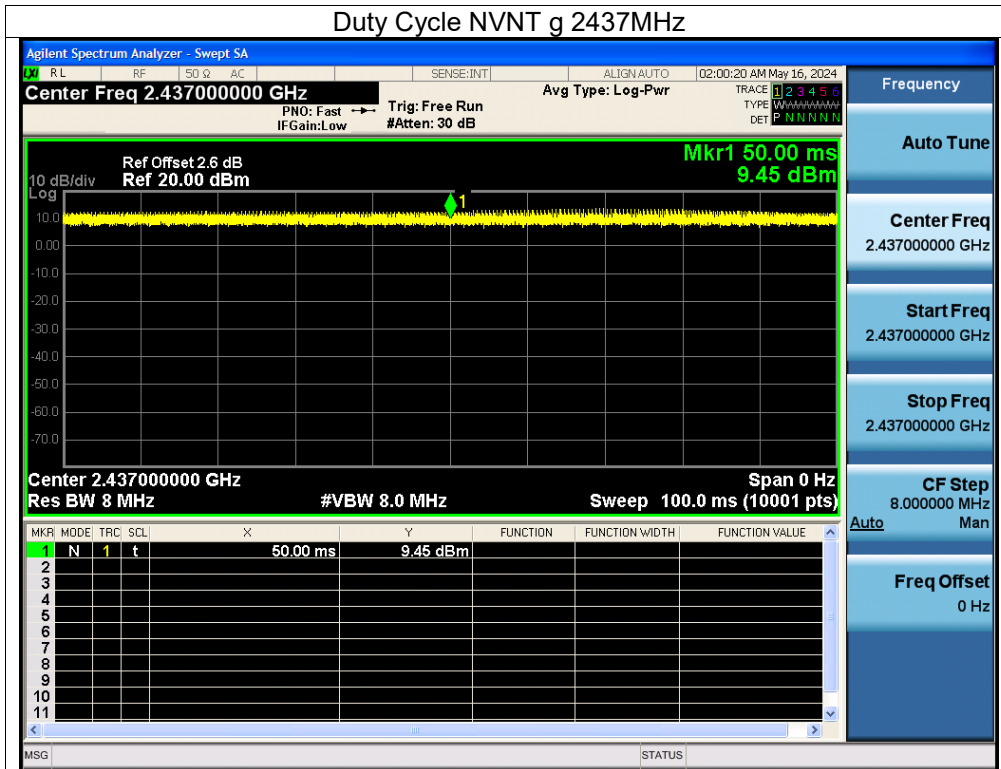 Duty Cycle NVNT g 2437MHz
Agilent Spectrum Analyzer - Swept SA
LXI RL RF 50 Ω AC SENSE:INT ALIGN AUTO 02:00:20 AM May 16, 2024
Center Freq 2.437000000 GHz
PNO: Fast
IFGain:Low
Trig: Free Run
#Atten: 30 dB
Avg Type: Log-Pwr
TRACE 1 2 3 4 5 6
TYPE WWWWWW
DET P N N N N N
Ref Offset 2.6 dB
10 dB/div Ref 20.00 dBm
Log
Mkr1 50.00 ms
9.45 dBm
1
10.0
0.00
-10.0
-20.0
-30.0
-40.0
-50.0
-60.0
-70.0
Center 2.437000000 GHz Span 0 Hz
Res BW 8 MHz #VBW 8.0 MHz Sweep 100.0 ms (10001 pts)
MKR MODE TRC SCL X Y FUNCTION FUNCTION WIDTH FUNCTION VALUE
1 N 1 t 50.00 ms 9.45 dBm
2
3
4
5
6
7
8
9
10
11
MSG STATUS
Frequency
Auto Tune
Center Freq
2.437000000 GHz
Start Freq
2.437000000 GHz
Stop Freq
2.437000000 GHz
CF Step
8.000000 MHz
Auto Man
Freq Offset
0 Hz